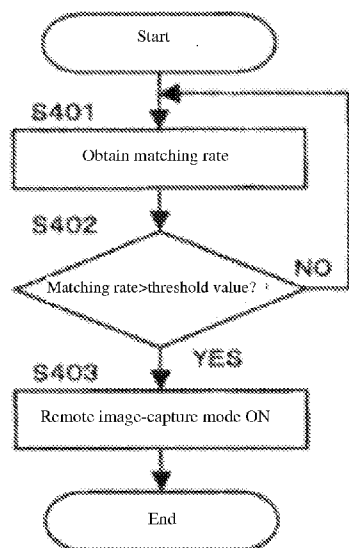 Start
S401
Obtain matching rate
S402
Matching rate>threshold value?
NO
YES
S403
Remote image-capture mode ON
End